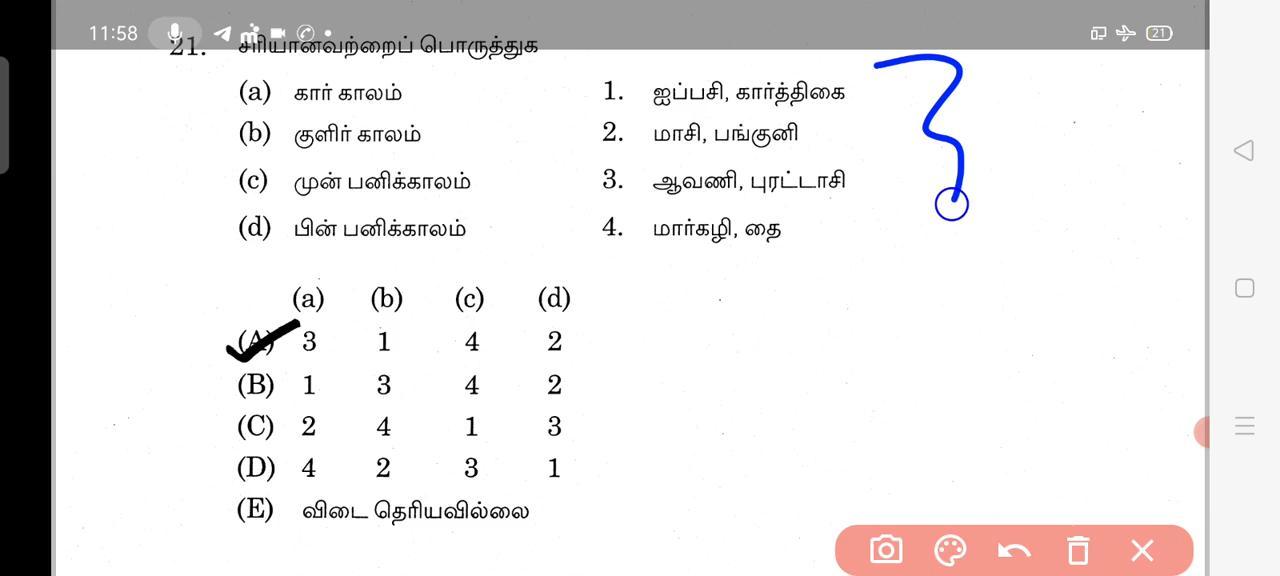 11:58
21
21. சரியானவற்றைப் பொருத்துக
(a) கார் காலம் 1. ஐப்பசி, கார்த்திகை
(b) குளிர் காலம் 2. மாசி, பங்குனி
(c) முன் பனிக்காலம் 3. ஆவணி, புரட்டாசி
(d) பின் பனிக்காலம் 4. மார்கழி, தை
(a) (b) (c) (d)
(A) 3 1 4 2
(B) 1 3 4 2
(C) 2 4 1 3
(D) 4 2 3 1
(E) விடை தெரியவில்லை